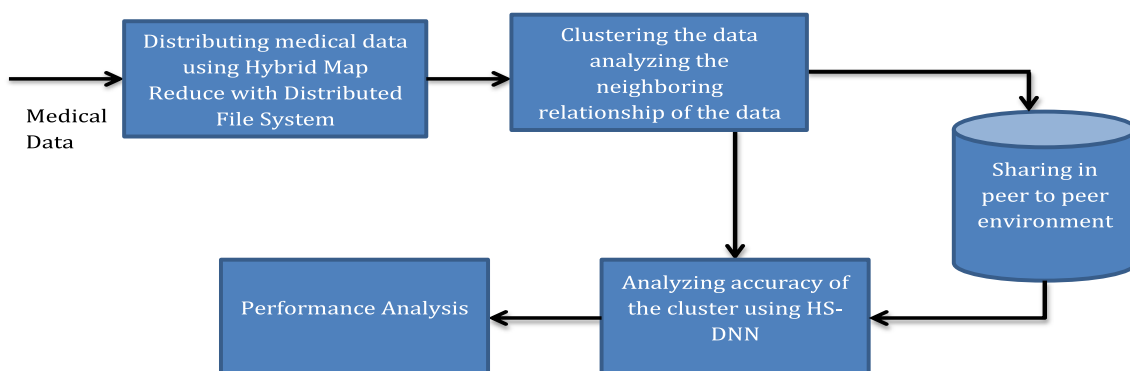 Medical
Data
Distributing medical data
using Hybrid Map
Reduce with Distributed
File System
Clustering the data
analyzing the
neighboring
relationship of the data
Sharing in
peer to peer
environment
Analyzing accuracy of
the cluster using HS-
DNN
Performance Analysis